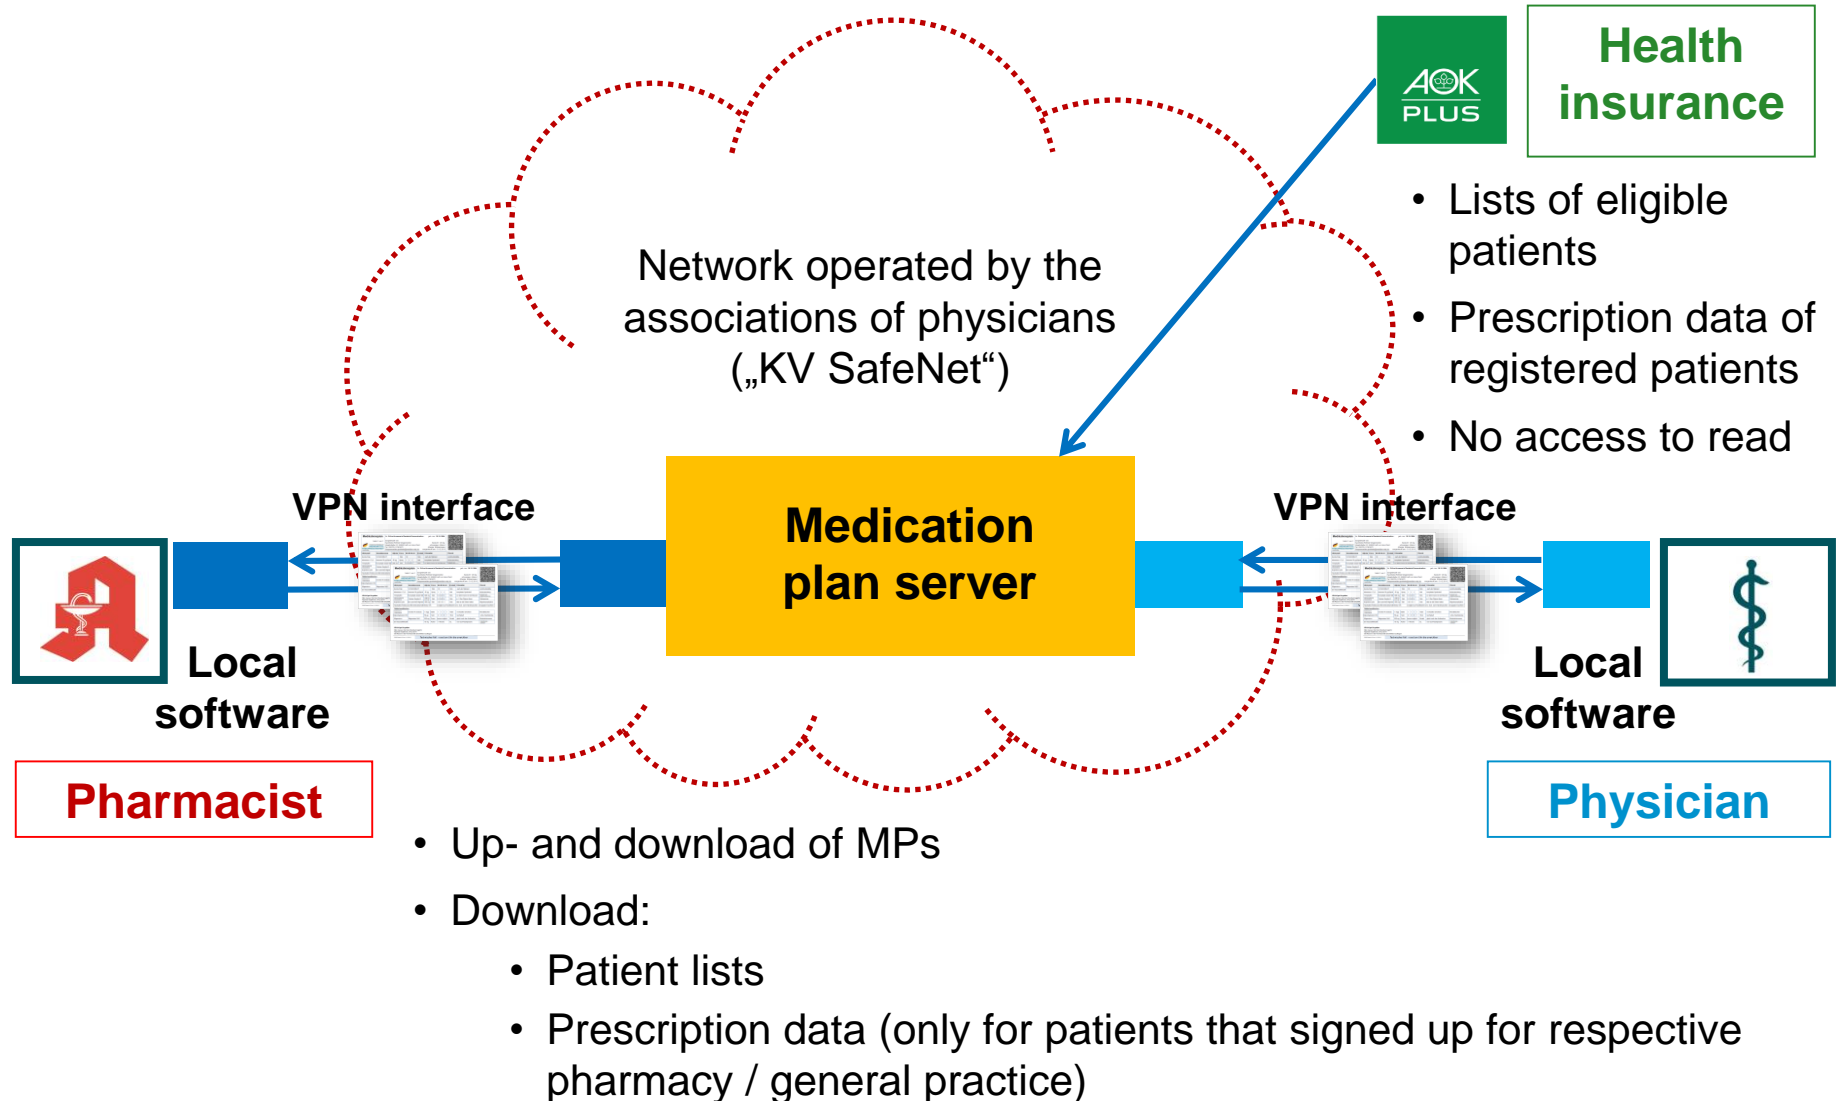 AOK
PLUS
Health
insurance
• Lists of eligible
patients
• Prescription data of
registered patients
• No access to read
Network operated by the
associations of physicians
(„KV SafeNet“)
VPN interface
Medication
plan server
VPN interface
Local
software
Local
software
Pharmacist
Physician
• Up- and download of MPs
• Download:
• Patient lists
• Prescription data (only for patients that signed up for respective
pharmacy / general practice)